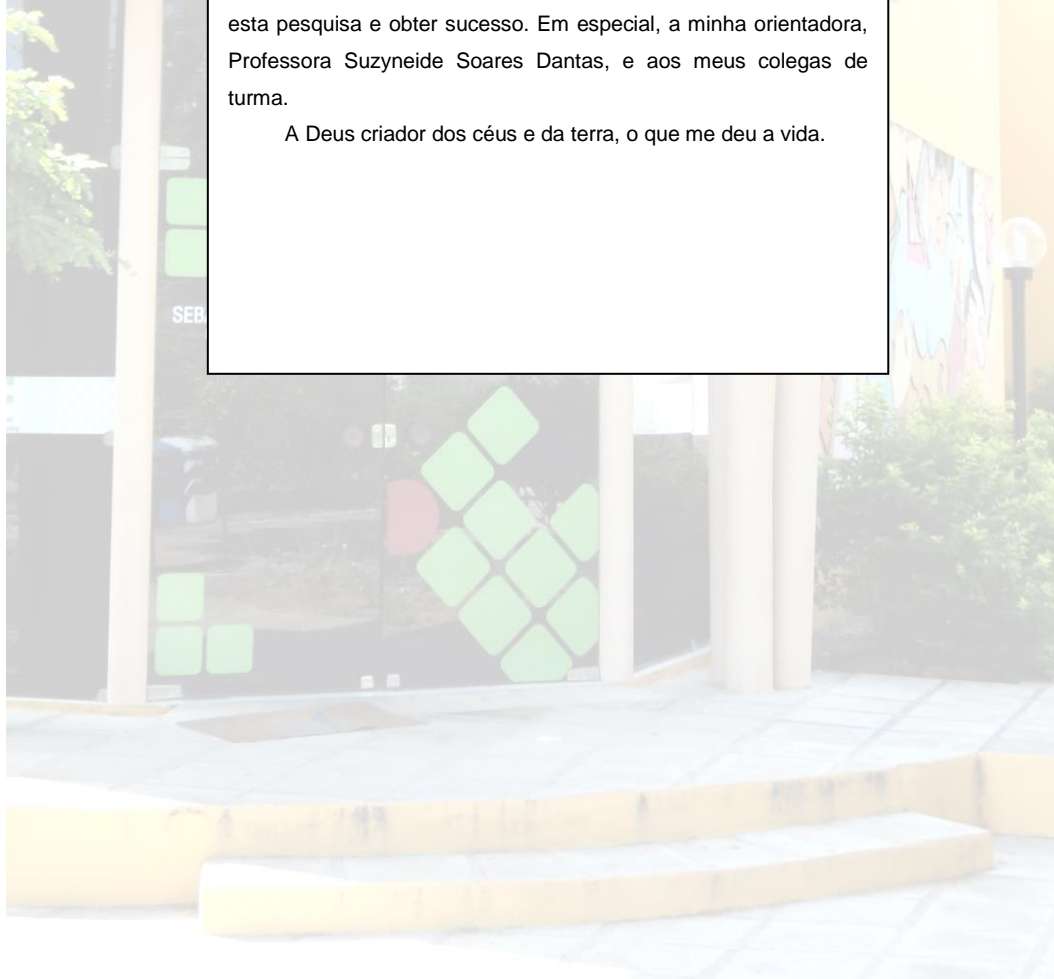 esta pesquisa e obter sucesso. Em especial, a minha orientadora,
Professora Suzyneide Soares Dantas, e aos meus colegas de
turma.
A Deus criador dos céus e da terra, o que me deu a vida.
SEB